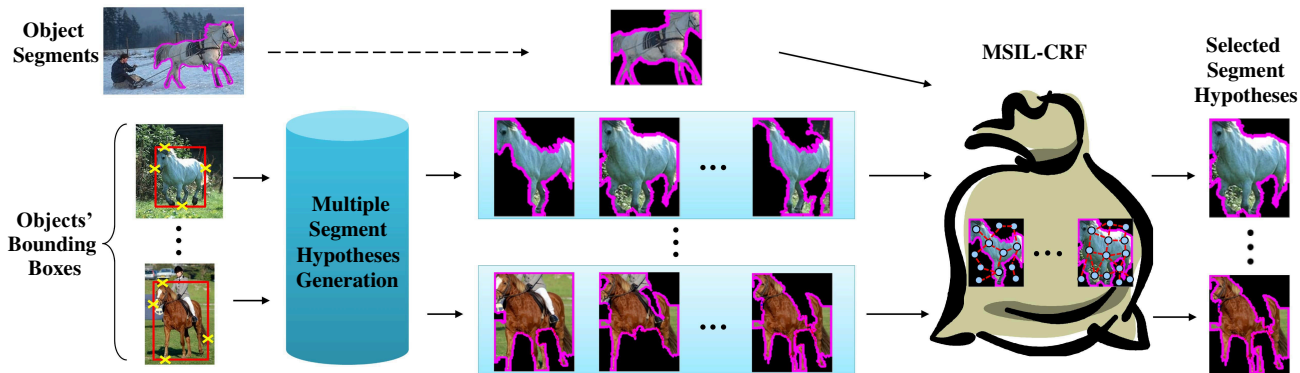 Object
Segments
MSIL-CRF
Selected
Segment
Hypotheses
Objects'
Bounding
Boxes
Multiple
Segment
Hypotheses
Generation